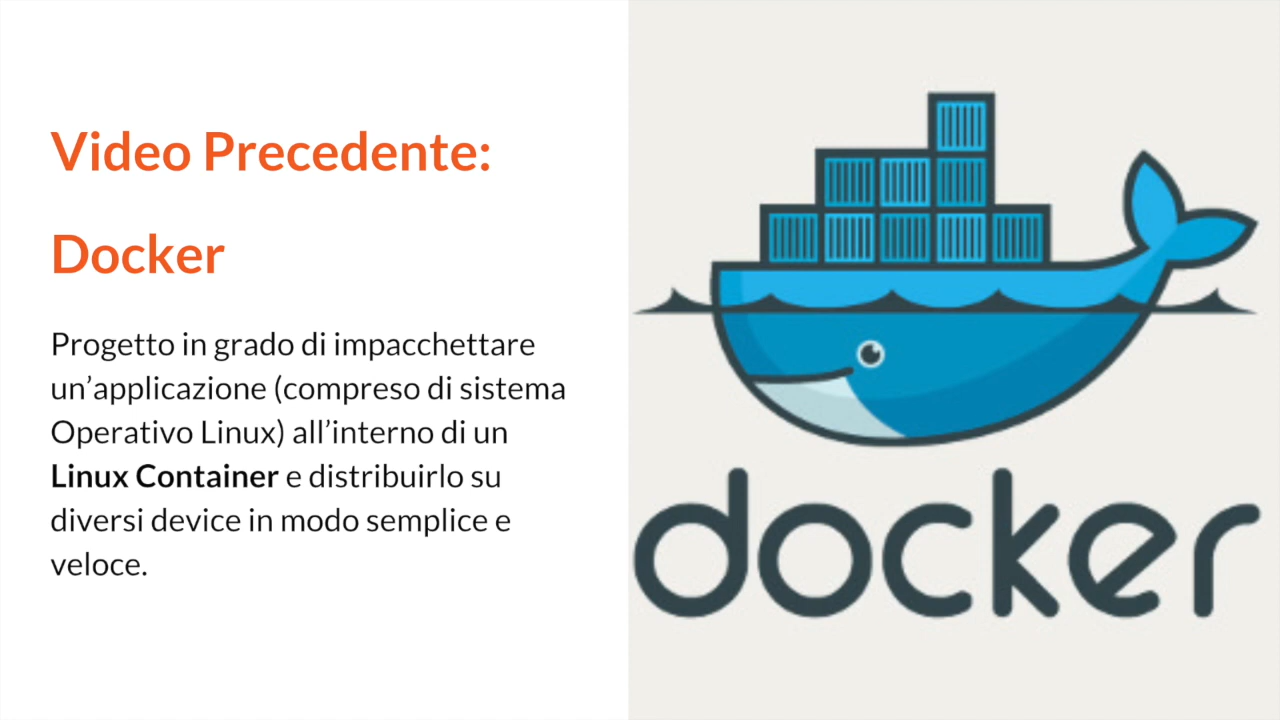 Video Precedente:
Docker
Progetto in grado di impacchettare
un’applicazione (compreso di sistema
Operativo Linux) all’interno di un
Linux Container e distribuirlo su
diversi device in modo semplice e
veloce.
docker